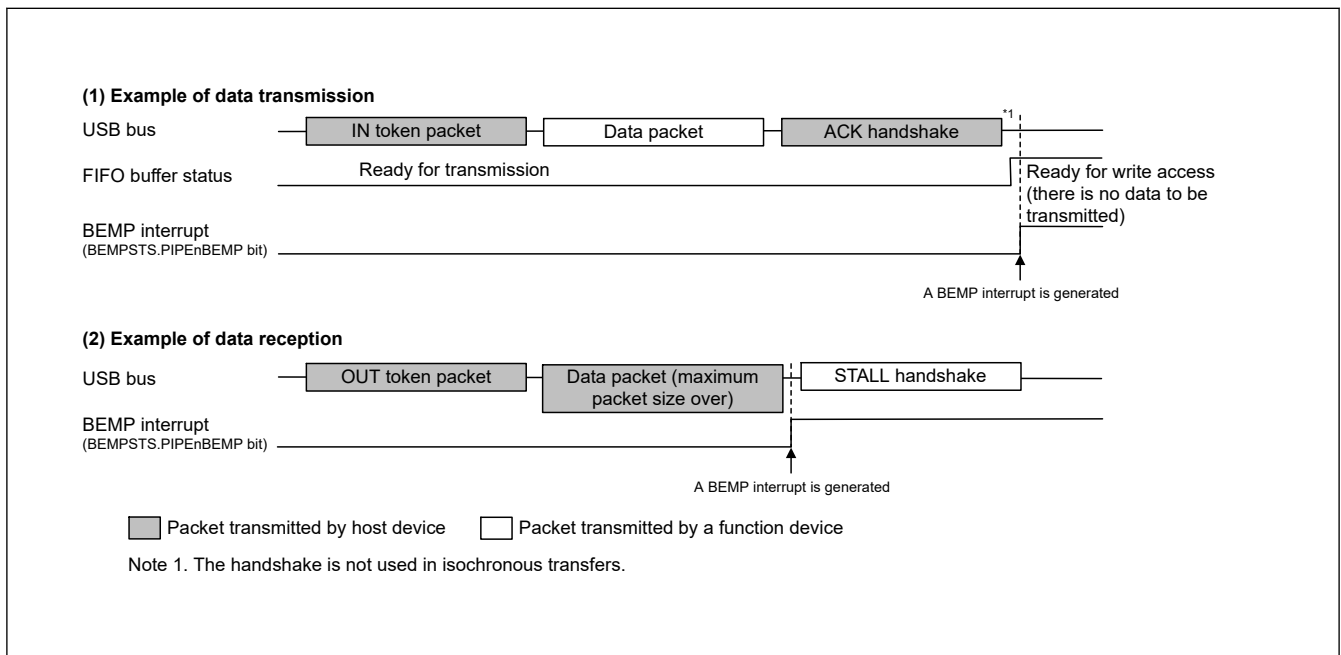 (1) Example of data transmission
USB bus
IN token packet
Data packet
ACK handshake
*1
FIFO buffer status
Ready for transmission
Ready for write access
(there is no data to be
transmitted)
BEMP interrupt
(BEMPSTS.PIPEnBEMP bit)
A BEMP interrupt is generated
(2) Example of data reception
USB bus
OUT token packet
Data packet (maximum
packet size over)
STALL handshake
BEMP interrupt
(BEMPSTS.PIPEnBEMP bit)
A BEMP interrupt is generated
Packet transmitted by host device
Packet transmitted by a function device
Note 1. The handshake is not used in isochronous transfers.